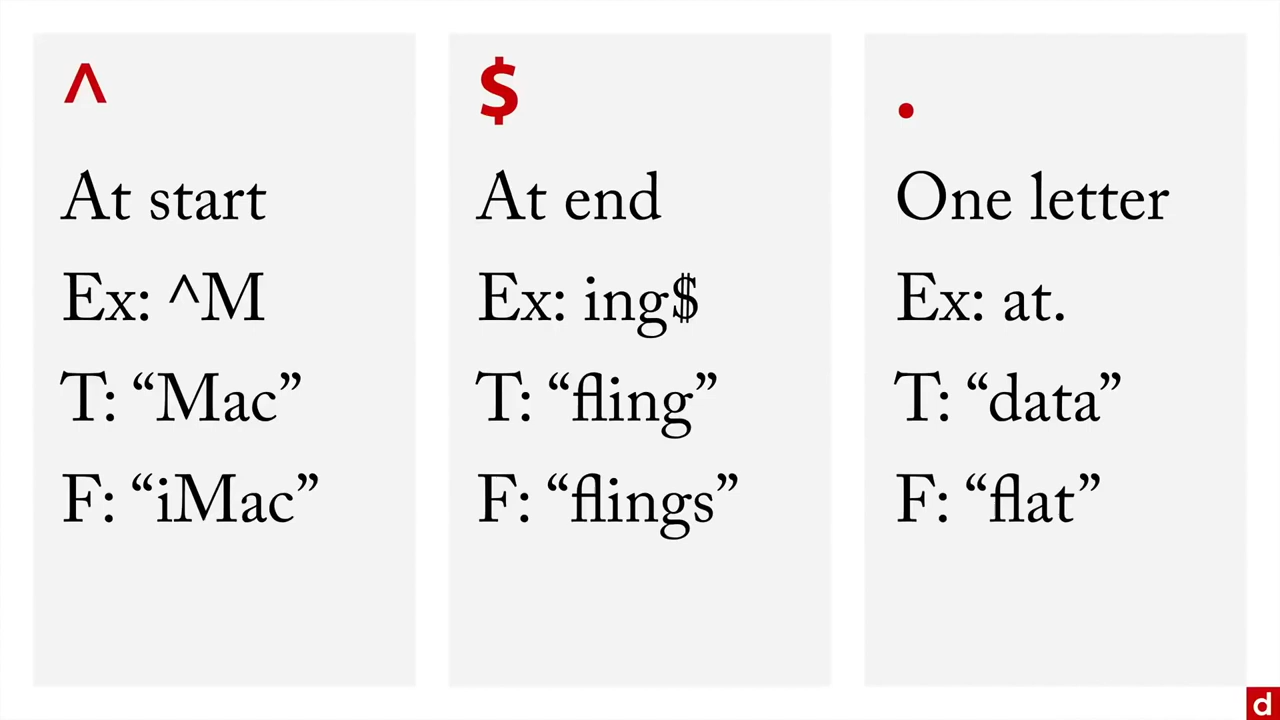 ^
At start
Ex: ^M
T: “Mac”
F: “iMac”
$
At end
Ex: ing$
T: “fling”
F: “flings”
.
One letter
Ex: at.
T: “data”
F: “flat”
d